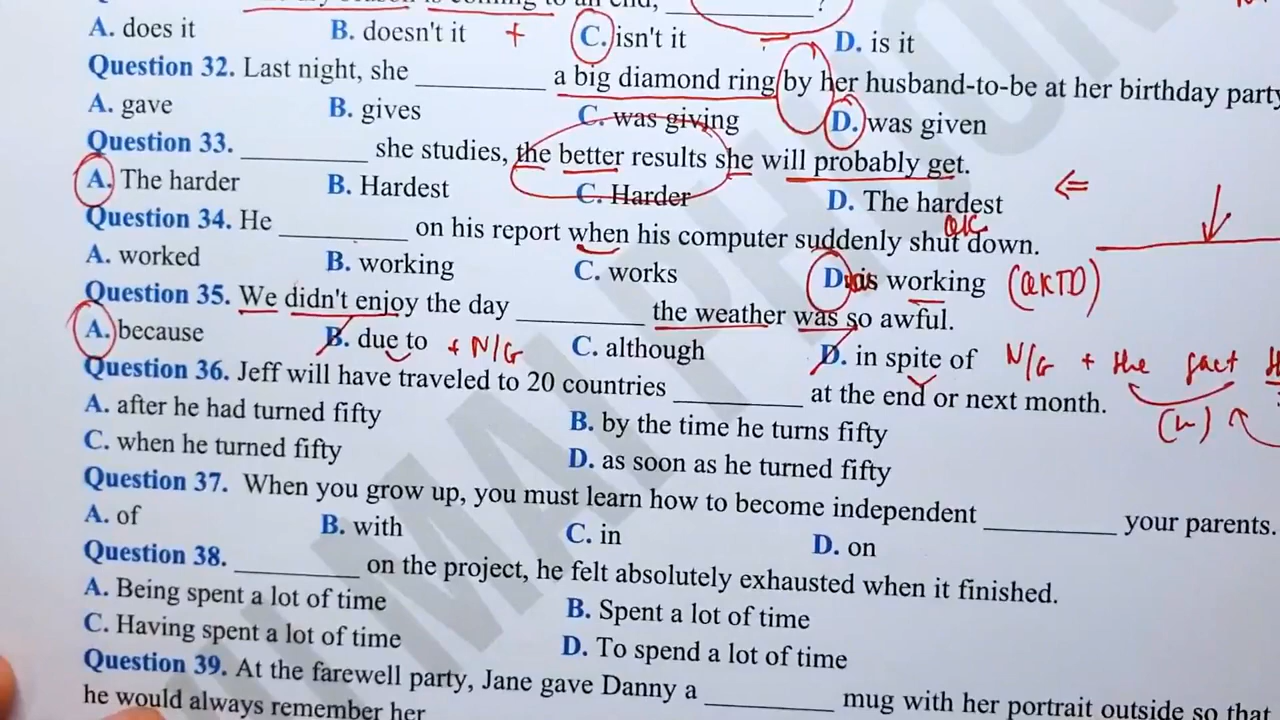 to an end, __________?
A. does it B. doesn't it + C. isn't it D. is it
Question 32. Last night, she __________ a big diamond ring by her husband-to-be at her birthday party
A. gave B. gives C. was giving D. was given
Question 33. __________ she studies, the better results she will probably get.
A. The harder B. Hardest C. Harder D. The hardest
Question 34. He __________ on his report when his computer suddenly shut down. QK
A. worked B. working C. works D. is working (QKTD)
Question 35. We didn't enjoy the day __________ the weather was so awful.
A. because B. due to + N/G C. although D. in spite of N/G + the fact
Question 36. Jeff will have traveled to 20 countries __________ at the end or next month.
A. after he had turned fifty B. by the time he turns fifty
C. when he turned fifty D. as soon as he turned fifty
Question 37. When you grow up, you must learn how to become independent __________ your parents.
A. of B. with C. in D. on
Question 38. __________ on the project, he felt absolutely exhausted when it finished.
A. Being spent a lot of time B. Spent a lot of time
C. Having spent a lot of time D. To spend a lot of time
Question 39. At the farewell party, Jane gave Danny a __________ mug with her portrait outside so that
he would always remember her